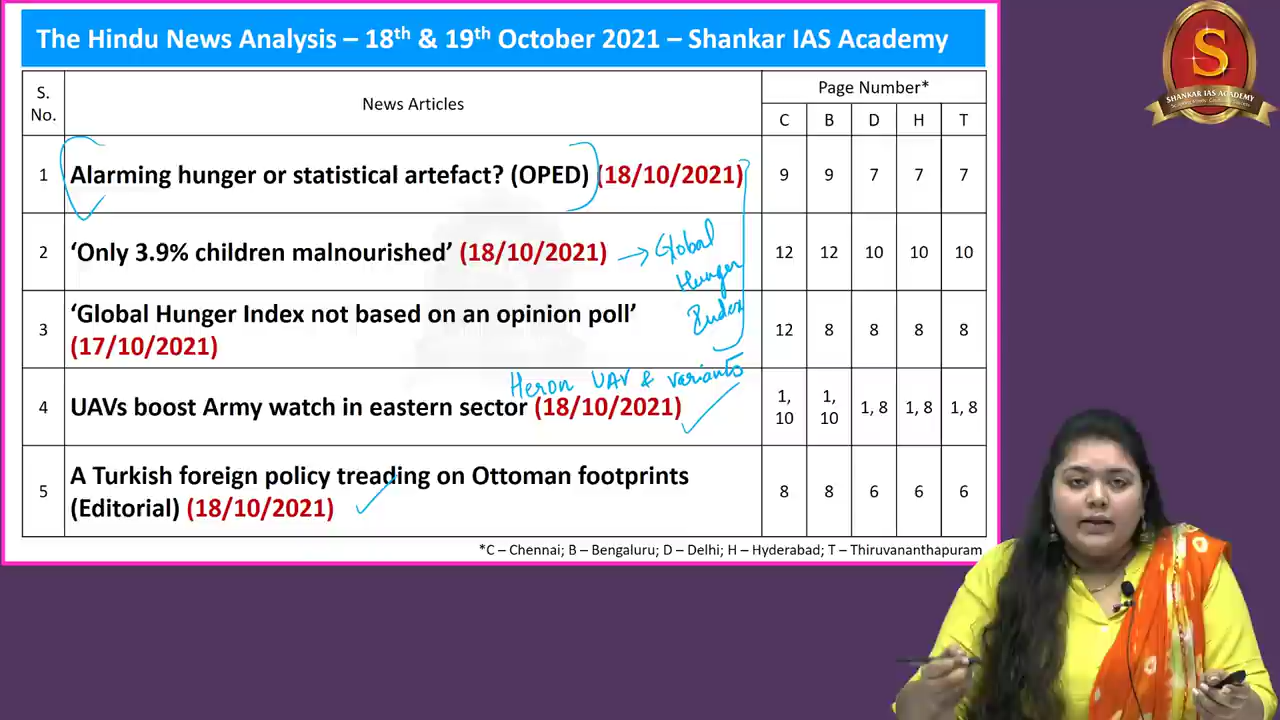 The Hindu News Analysis – 18th & 19th October 2021 – Shankar IAS Academy
S. No.
News Articles
Page Number*
C B D H T
1 Alarming hunger or statistical artefact? (OPED) (18/10/2021) 9 9 7 7 7
2 ‘Only 3.9% children malnourished’ (18/10/2021) → Global Hunger Index 12 12 10 10 10
3 ‘Global Hunger Index not based on an opinion poll’
(17/10/2021) 12 8 8 8 8
Heron UAV & variants
4 UAVs boost Army watch in eastern sector (18/10/2021) 1, 10 1, 10 1, 8 1, 8 1, 8
5 A Turkish foreign policy treading on Ottoman footprints
(Editorial) (18/10/2021) 8 8 6 6 6
*C – Chennai; B – Bengaluru; D – Delhi; H – Hyderabad; T – Thiruvananthapuram
S
SHANKAR IAS ACADEMY